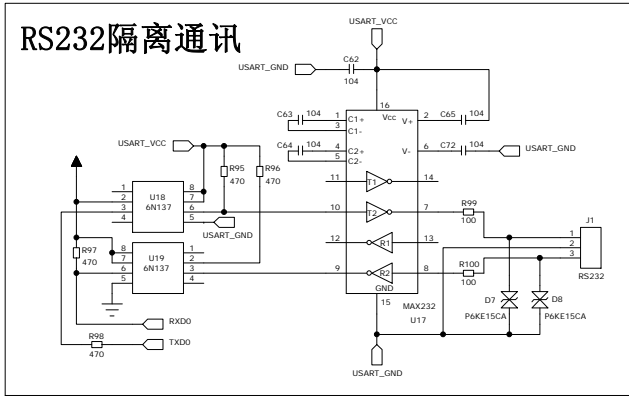 RS232隔离通讯
USART_VCC
C62
USART_GND
104
16
Vcc
C63 104 1 C1+ V+ 2 C65 104
3 C1-
C64 104 4 C2+ V- 6 C72 104 USART_GND
5 C2-
USART_VCC
R95
470
R96
470
11 T1 14
1 U18 8
2 6N137 7
3 6
4 5
USART_GND
10 T2 7 R99
100
J1
1
2
3
RS232
12 R1 13
R97
470
8 U19 1
7 6N137 2
6 3
5 4
9 R2 8 R100
100
GND
15
MAX232
U17
D7
P6KE15CA
D8
P6KE15CA
RXD0
R98
470
TXD0
USART_GND